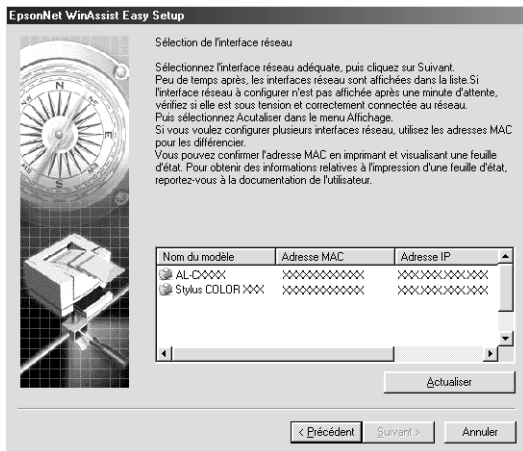 EpsonNet WinAssist Easy Setup
Sélection de l'interface réseau
Sélectionnez l'interface réseau adéquate, puis cliquez sur Suivant.
Peu de temps après, les interfaces réseau sont affichées dans la liste.Si
l'interface réseau à configurer n'est pas affichée après une minute d'attente,
vérifiez si elle est sous tension et correctement connectée au réseau.
Puis sélectionnez Acutaliser dans le menu Affichage.
Si vous voulez configurer plusieurs interfaces réseau, utilisez les adresses MAC
pour les différencier.
Vous pouvez confirmer l'adresse MAC en imprimant et visualisant une feuille
d'état. Pour obtenir des informations relatives à l'impression d'une feuille d'état,
reportez-vous à la documentation de l'utilisateur.
N
NW
W
SW
S
Nom du modèle Adresse MAC Adresse IP
AL-CXXXX XXXXXXXXXXXX XXX.XXX.XXX.XXX
Stylus COLOR XXX XXXXXXXXXXXX XXX.XXX.XXX.XXX
Actualiser
< Précédent Suivant > Annuler